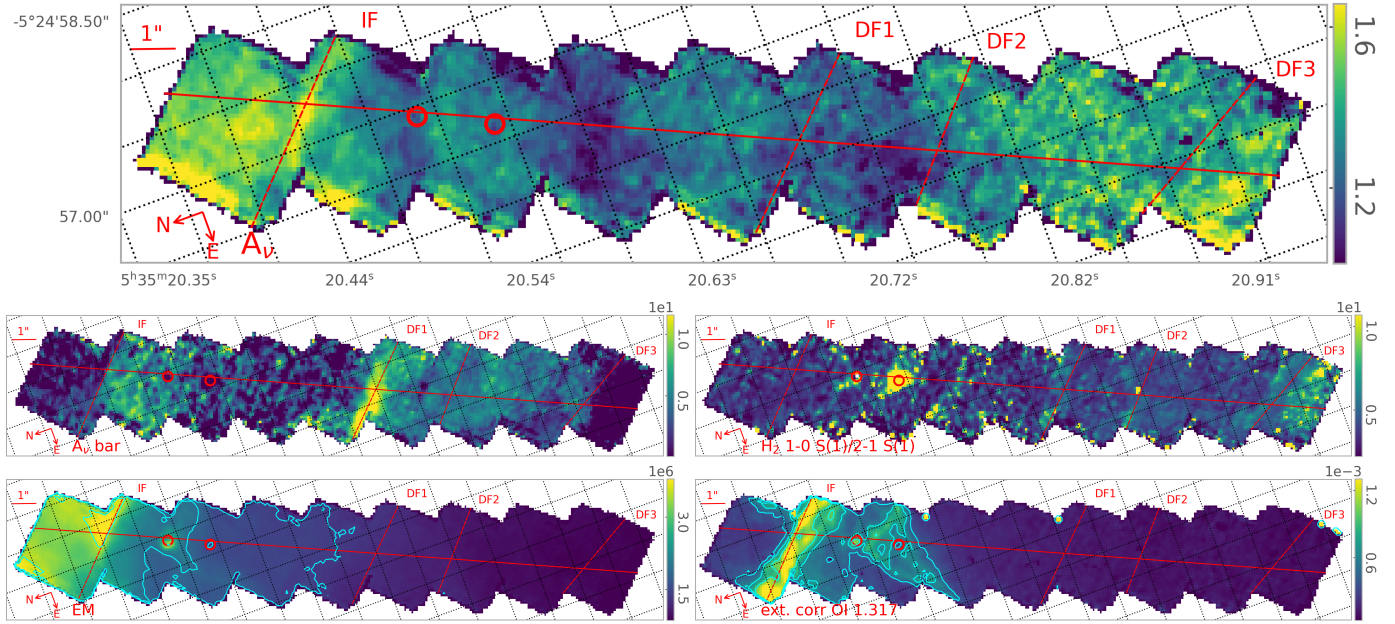 -5°24'58.50"
IF
1"
DF1
DF2
DF3
1.6
1.2
57.00"
N
E
Aᵥ
5ʰ35ᵐ20.35ˢ
20.44ˢ
20.54ˢ
20.63ˢ
20.72ˢ
20.82ˢ
20.91ˢ
1e1
1"
IF
DF1
DF2
DF3
1.0
0.5
N
E
Aᵥ bar
1e1
1"
IF
DF1
DF2
DF3
1.0
0.5
N
E
H₂ 1-0 S(1)/2-1 S(1)
1e6
1"
IF
DF1
DF2
DF3
3.0
1.5
N
E
EM
1e−3
1"
IF
DF1
DF2
DF3
1.2
0.6
N
E
ext. corr OI 1.317